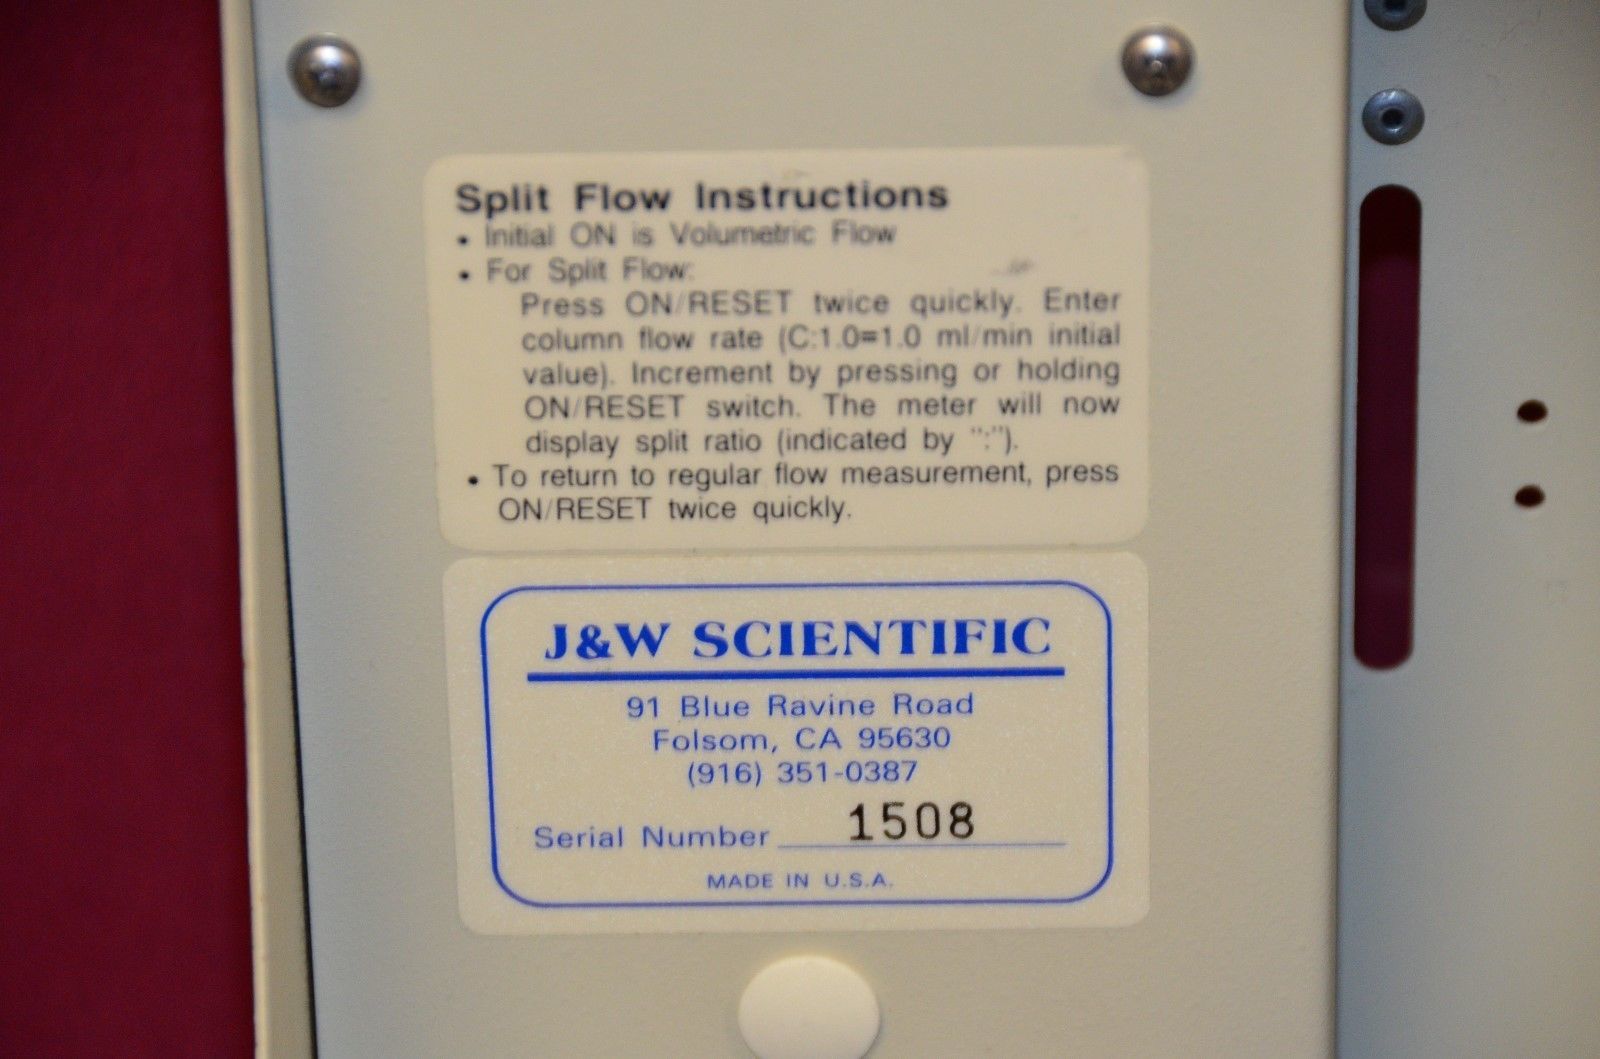 Split Flow Instructions
• Initial ON is Volumetric Flow
• For Split Flow:
Press ON/RESET twice quickly. Enter
column flow rate (C:1.0=1.0 ml/min initial
value). Increment by pressing or holding
ON/RESET switch. The meter will now
display split ratio (indicated by ":").
• To return to regular flow measurement, press
ON/RESET twice quickly.
J&W SCIENTIFIC
91 Blue Ravine Road
Folsom, CA 95630
(916) 351-0387
Serial Number 1508
MADE IN U.S.A.